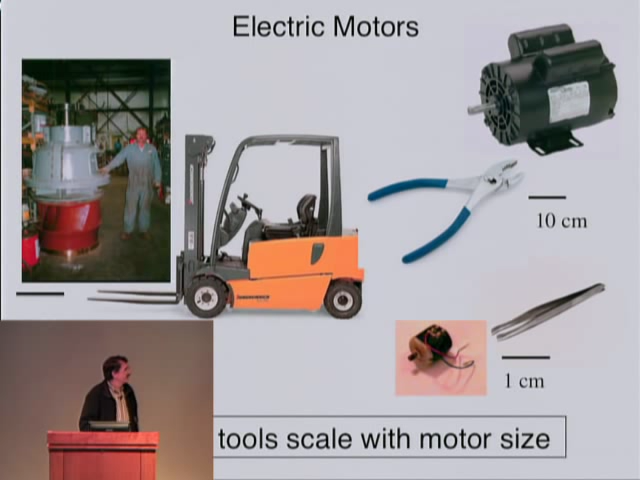 Electric Motors
10 cm
1 cm
tools scale with motor size